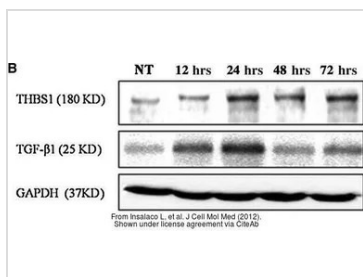 B
NT 12 hrs 24 hrs 48 hrs 72 hrs
THBS1 (180 KD)
TGF-β1 (25 KD)
GAPDH (37KD)
From Insalaco L, et al. J Cell Mol Med (2012).
Shown under license agreement via CiteAb